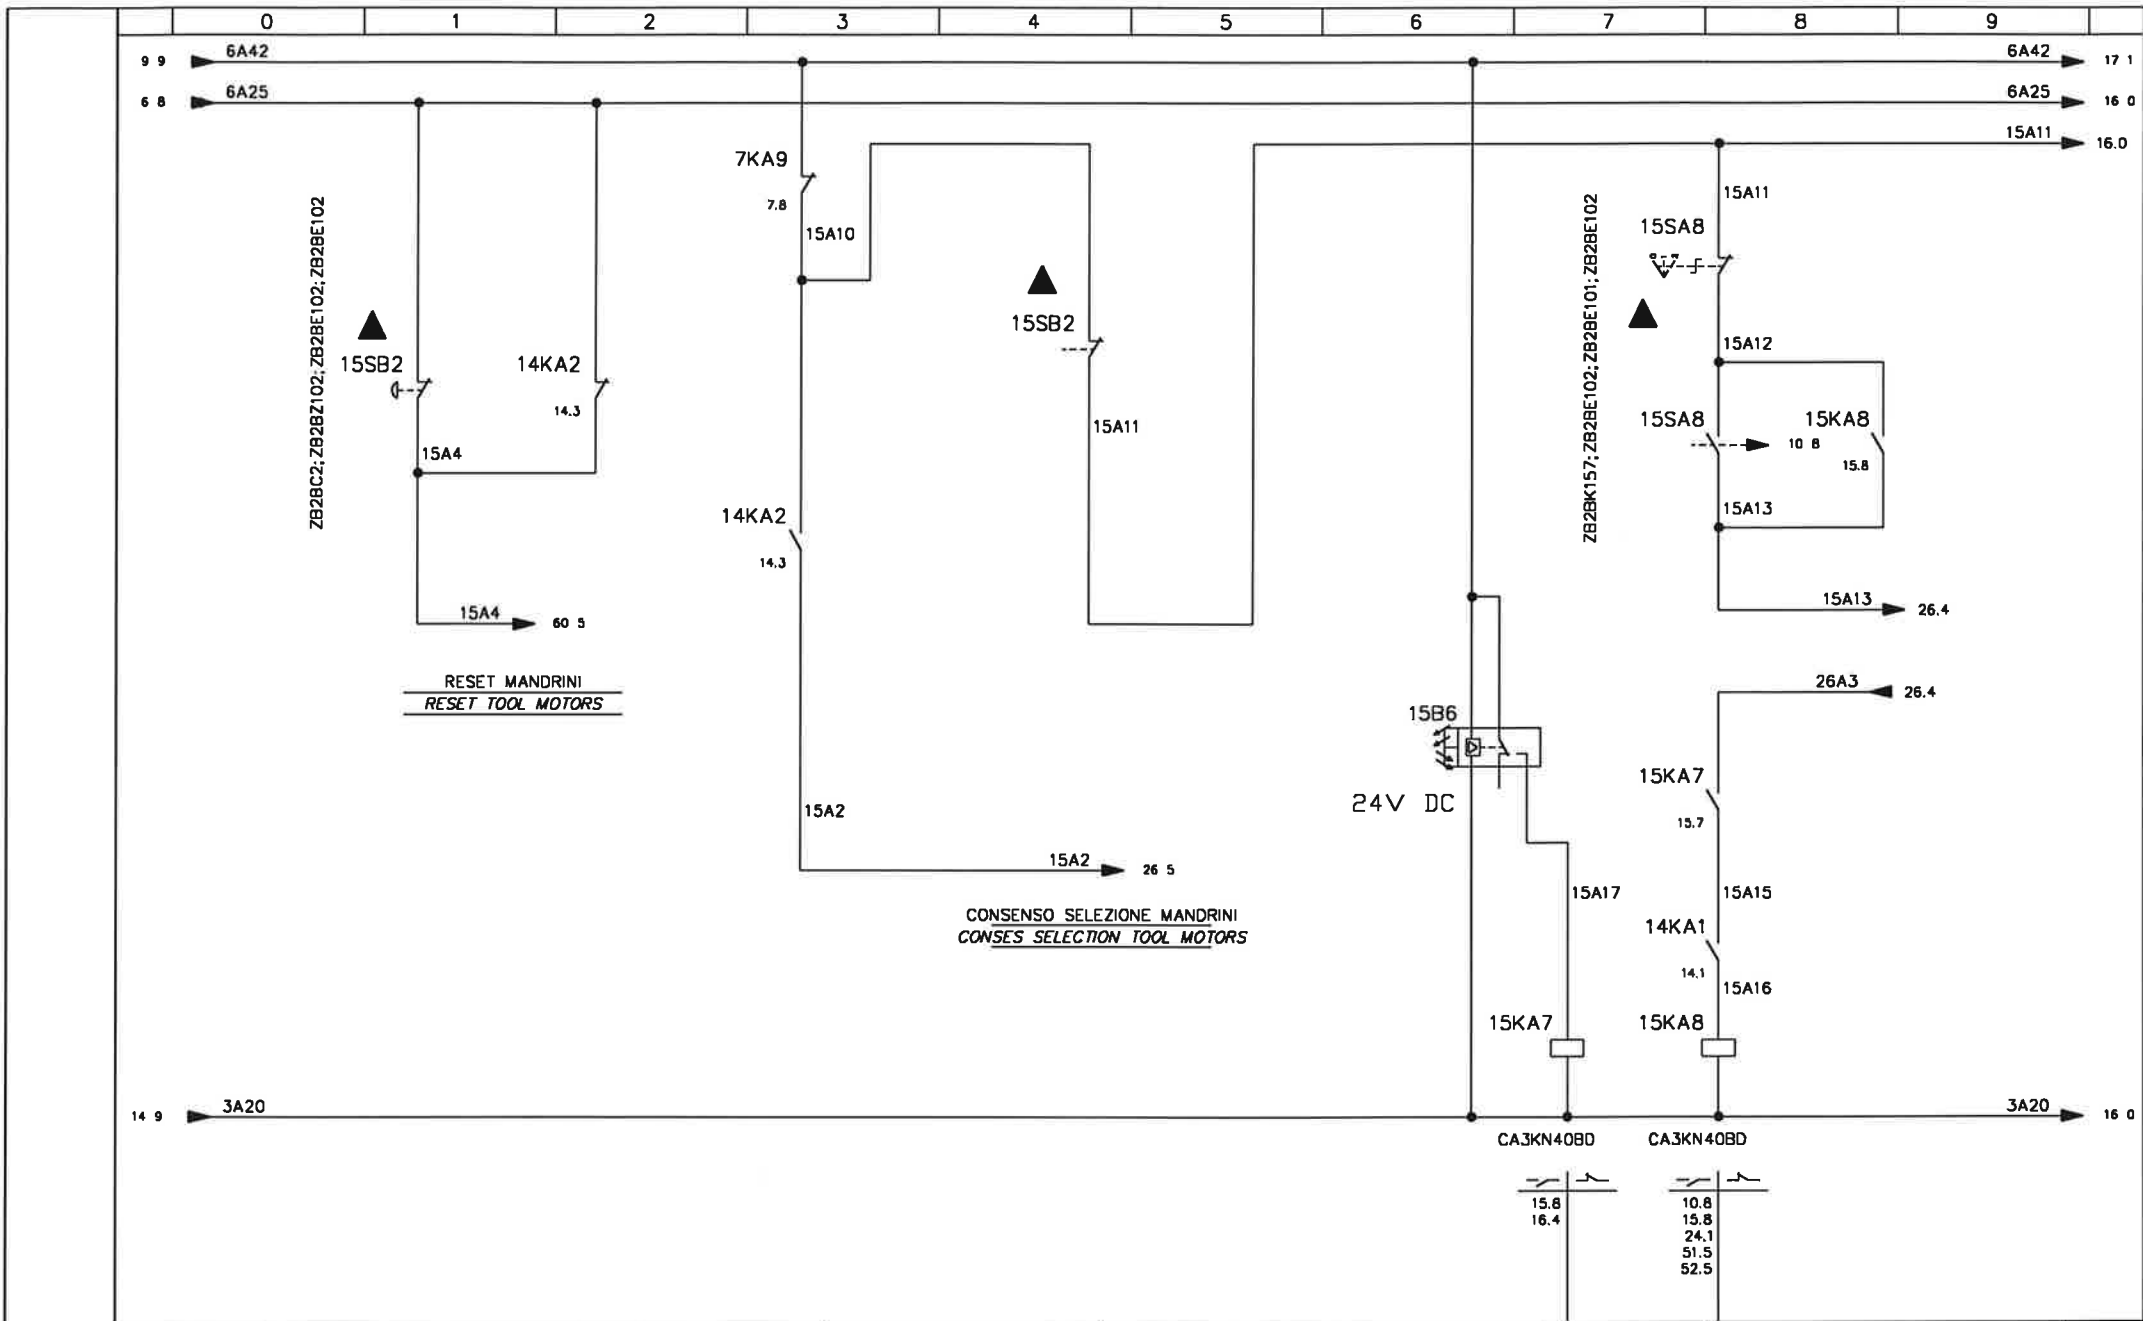 0 1 2 3 4 5 6 7 8 9
9 9 6A42 6A42 17 1
6 8 6A25 6A25 16 0
15A11 16.0
ZB2BC2; ZB2BZ102; ZB2BE102; ZB2BE102
15SB2
14KA2
14.3
15A4
15A4 60 5
RESET MANDRINI
RESET TOOL MOTORS
7KA9
7.8
15A10
14KA2
14.3
15A2
15A2 26 5
CONSENSO SELEZIONE MANDRINI
CONSES SELECTION TOOL MOTORS
15SB2
15A11
15B6
24V DC
15A17
15KA7
ZB2BK157; ZB2BE102; ZB2BE101; ZB2BE102
15A11
15SA8
15A12
15SA8
10 8
15KA8
15.8
15A13
15A13 26.4
26A3 26.4
15KA7
15.7
15A15
14KA1
14.1
15A16
15KA8
14 9 3A20 3A20 16 0
CA3KN40BD CA3KN40BD
15.8
16.4
10.8
15.8
24.1
51.5
52.5